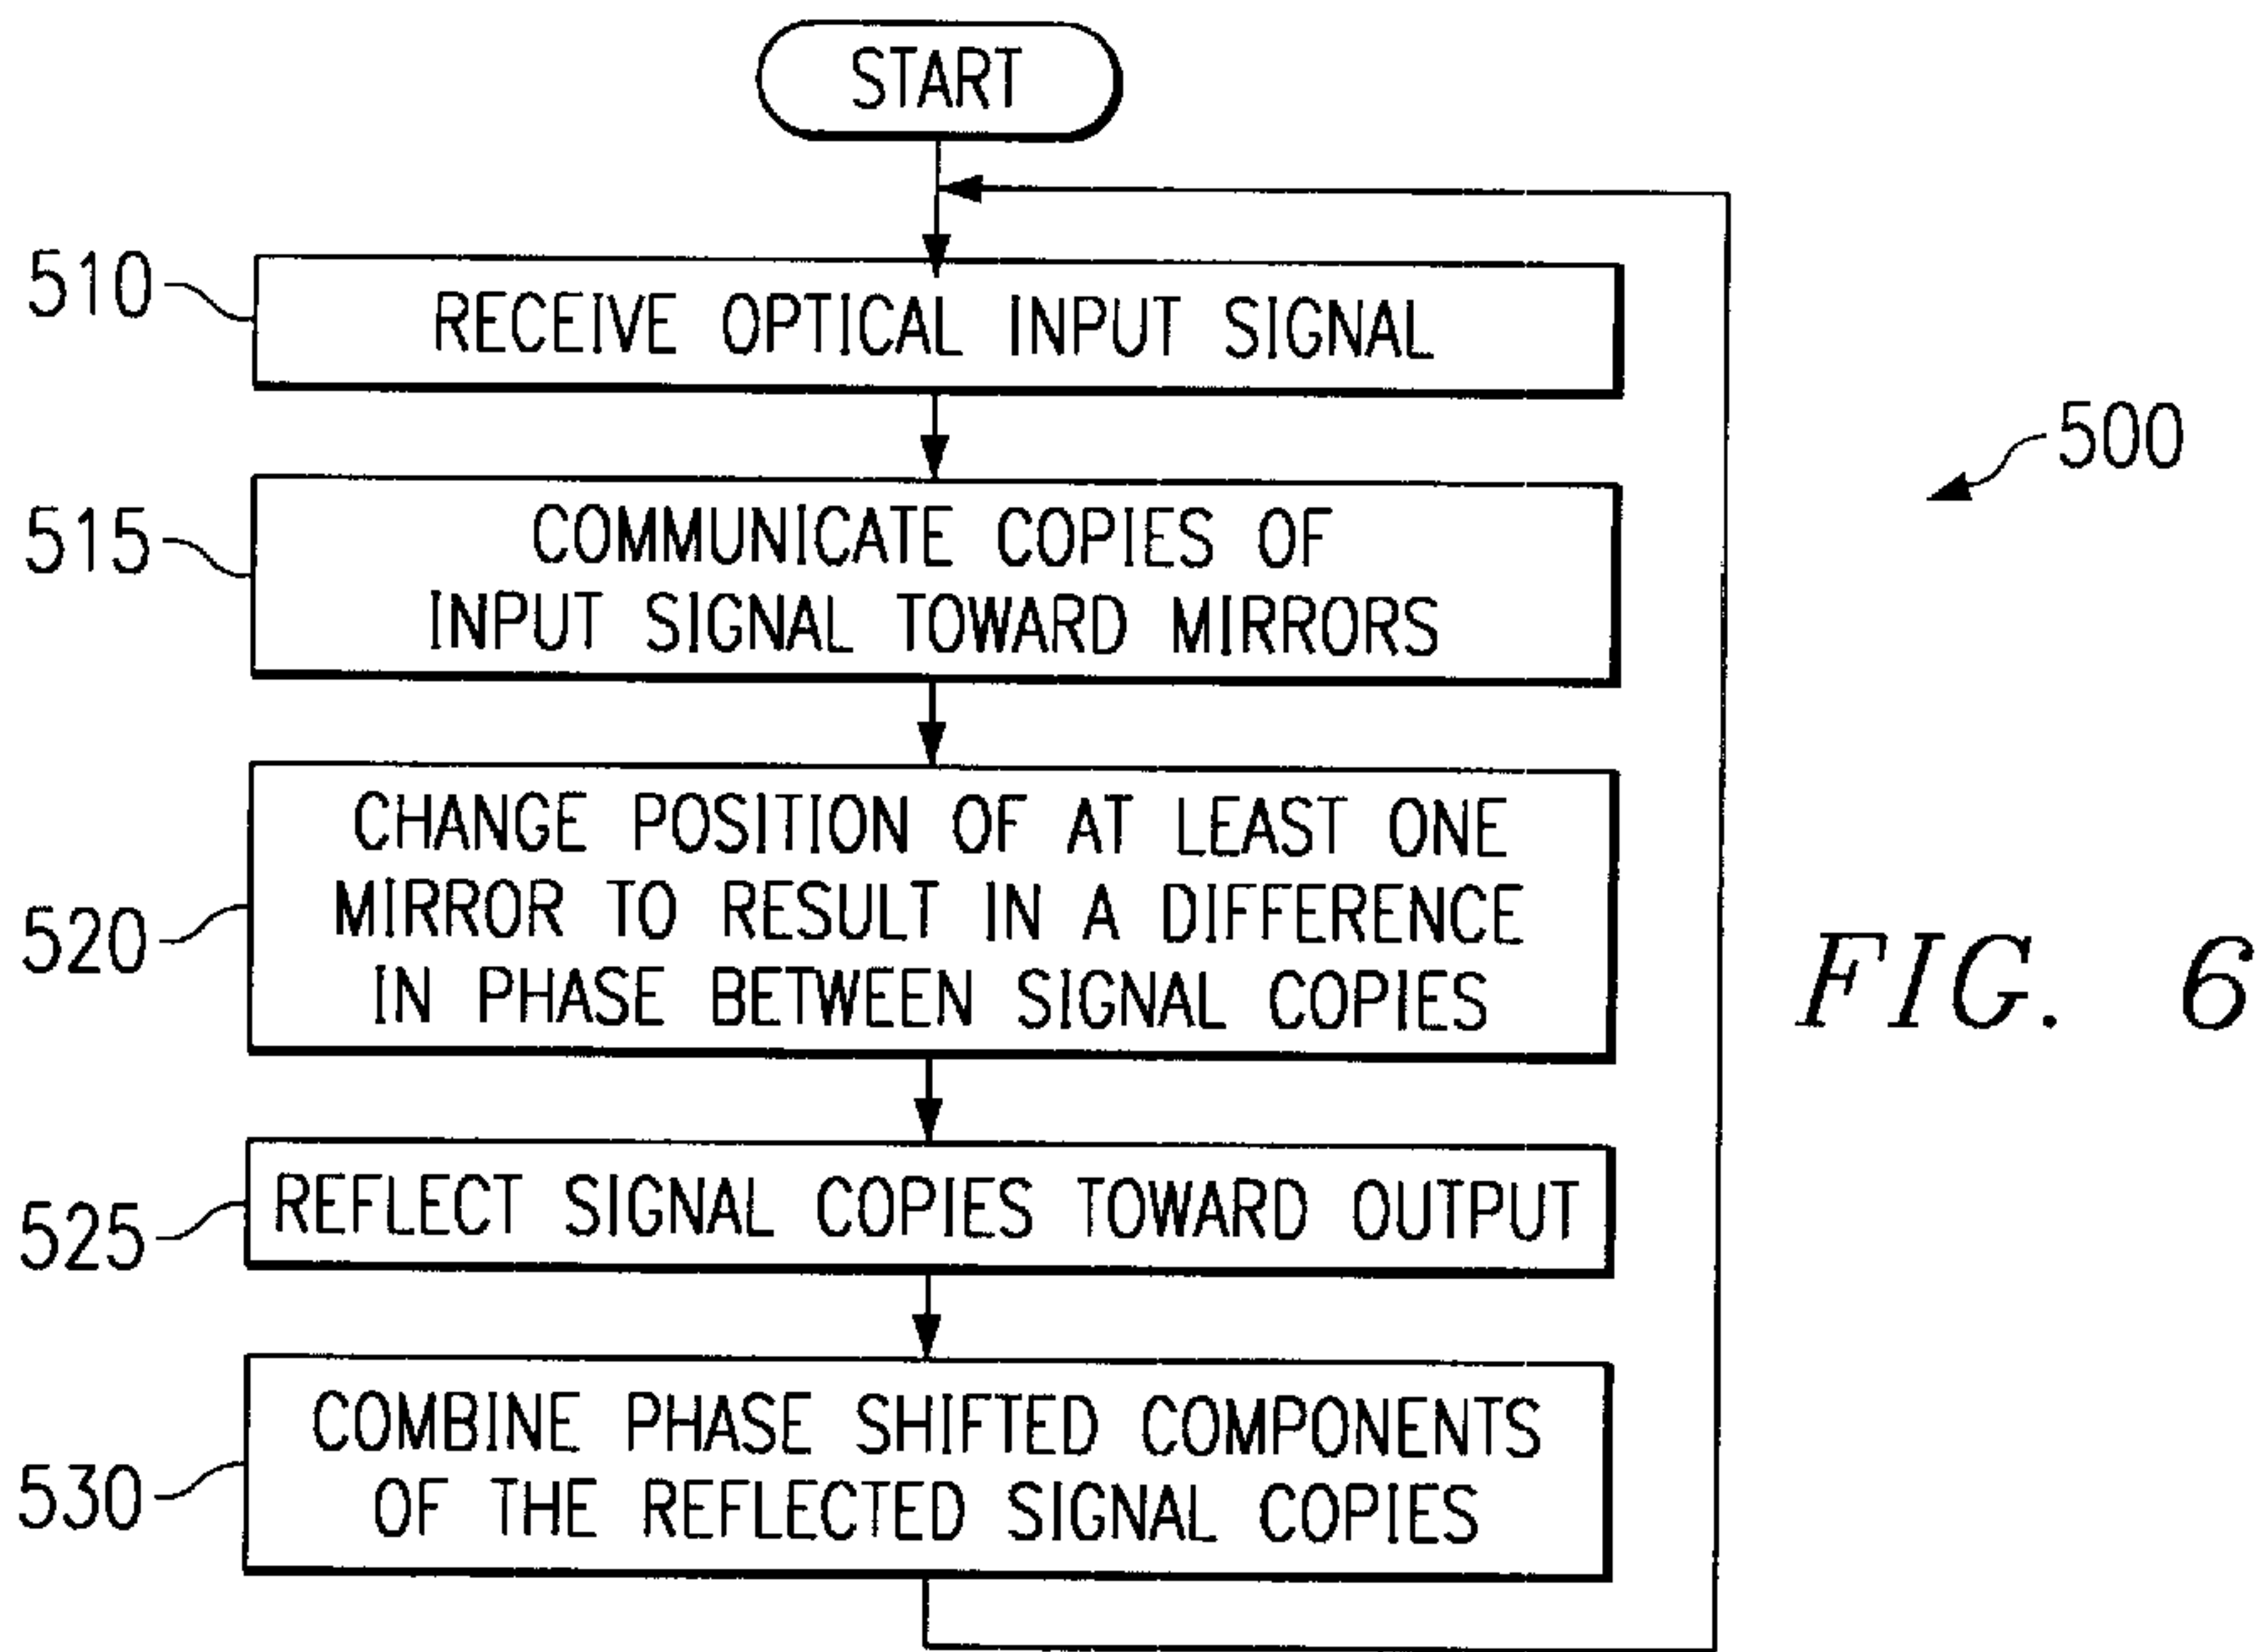 START
510
RECEIVE OPTICAL INPUT SIGNAL
500
515
COMMUNICATE COPIES OF
INPUT SIGNAL TOWARD MIRRORS
520
CHANGE POSITION OF AT LEAST ONE
MIRROR TO RESULT IN A DIFFERENCE
IN PHASE BETWEEN SIGNAL COPIES
FIG. 6
525
REFLECT SIGNAL COPIES TOWARD OUTPUT
530
COMBINE PHASE SHIFTED COMPONENTS
OF THE REFLECTED SIGNAL COPIES